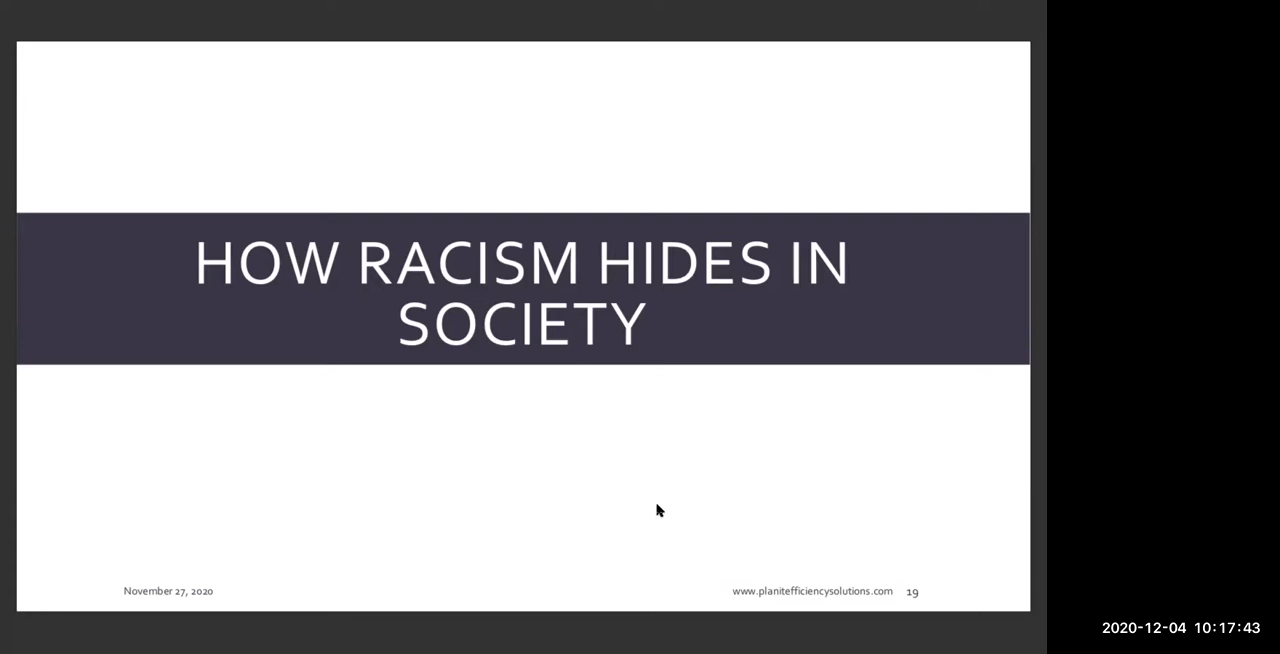 HOW RACISM HIDES IN
SOCIETY
November 27, 2020
www.planitefficiencysolutions.com 19
2020-12-04 10:17:43